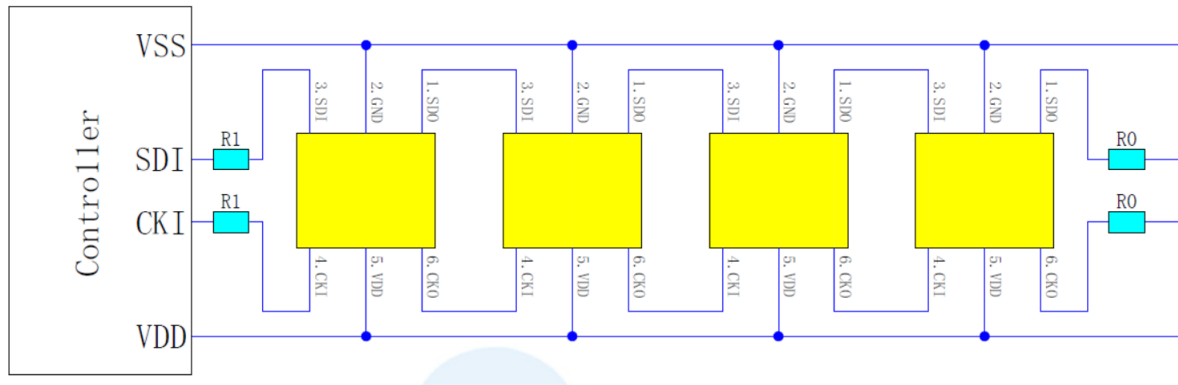 Controller
VSS
SDI
CKI
VDD
R1
R1
3.SDI
2.GND
1.SDO
4.CKI
5.VDD
6.CKO
3.SDI
2.GND
1.SDO
4.CKI
5.VDD
6.CKO
3.SDI
2.GND
1.SDO
4.CKI
5.VDD
6.CKO
3.SDI
2.GND
1.SDO
4.CKI
5.VDD
6.CKO
R0
R0